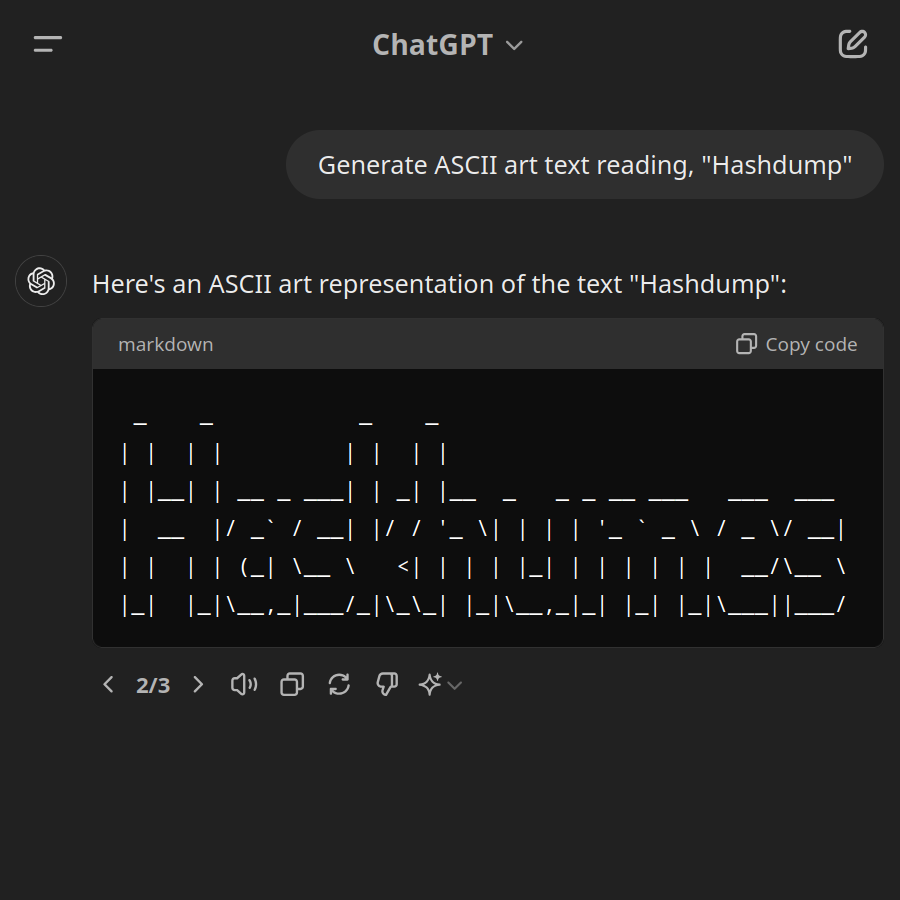 ChatGPT
Generate ASCII art text reading, "Hashdump"
Here's an ASCII art representation of the text "Hashdump":
markdown
Copy code
 _    _           _    _
| |  | |         | |  | |
| |__| | __ _ ___| | _| |__  _   _ _ __ ___   ___  ___
|  __  |/ _` / __| |/ / '_ \| | | | '_ ` _ \ / _ \/ __|
| |  | | (_| \__ \   <| | | | |_| | | | | | |  __/\__ \
|_|  |_|\__,_|___/_|\_\_| |_|\__,_|_| |_| |_|\___||___/
2/3